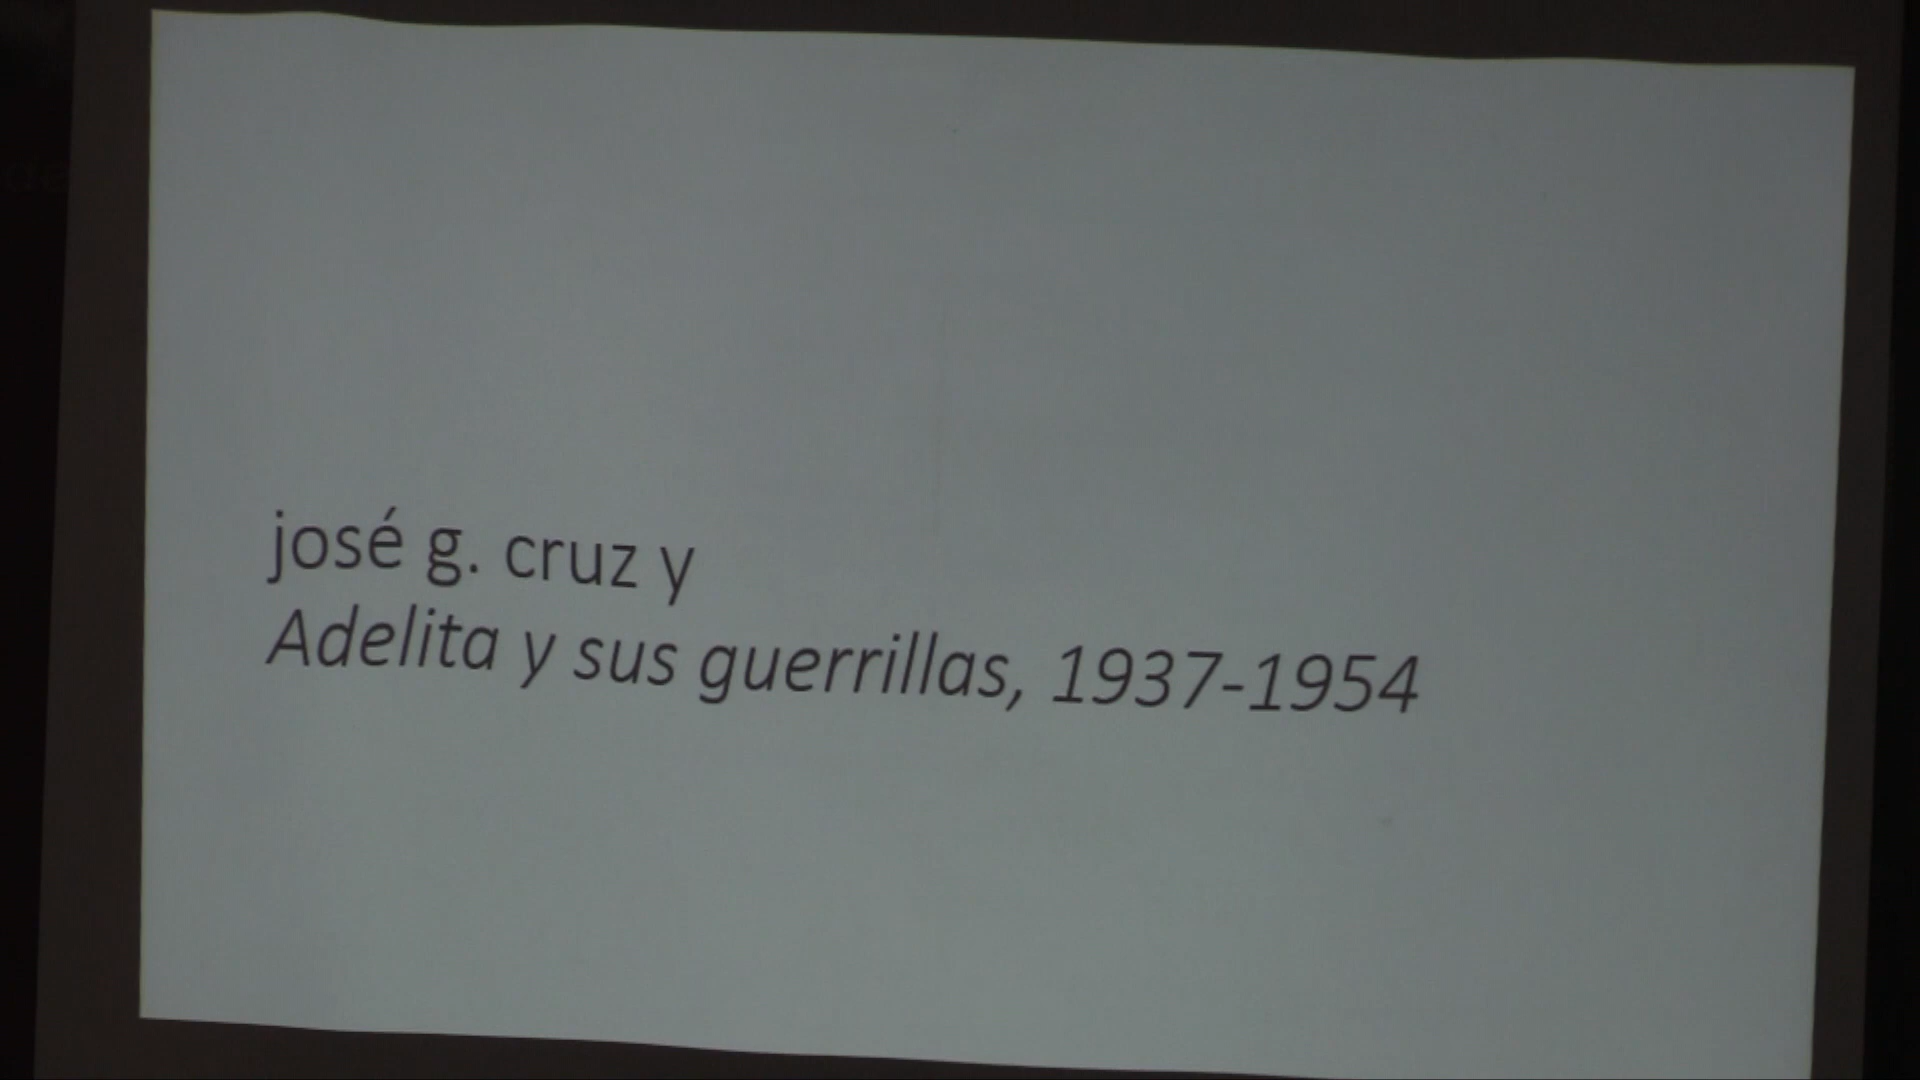 josé g. cruz y
Adelita y sus guerrillas, 1937-1954